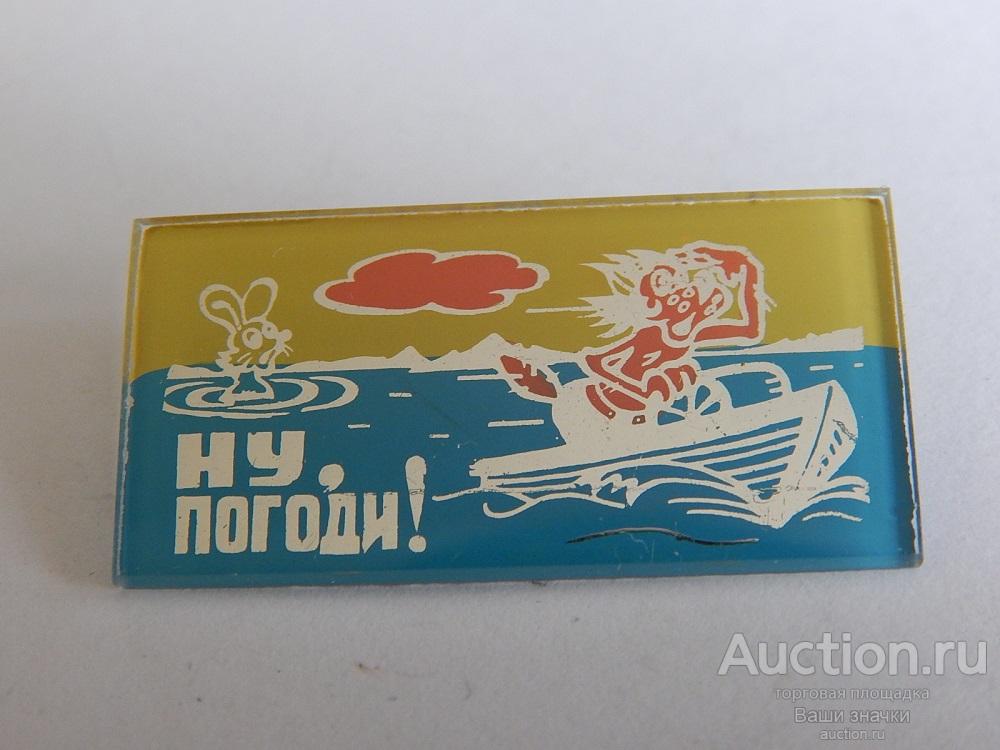 НУ,
ПОГОДИ!
Auction.ru
торговая площадка
Ваши значки
auction.ru